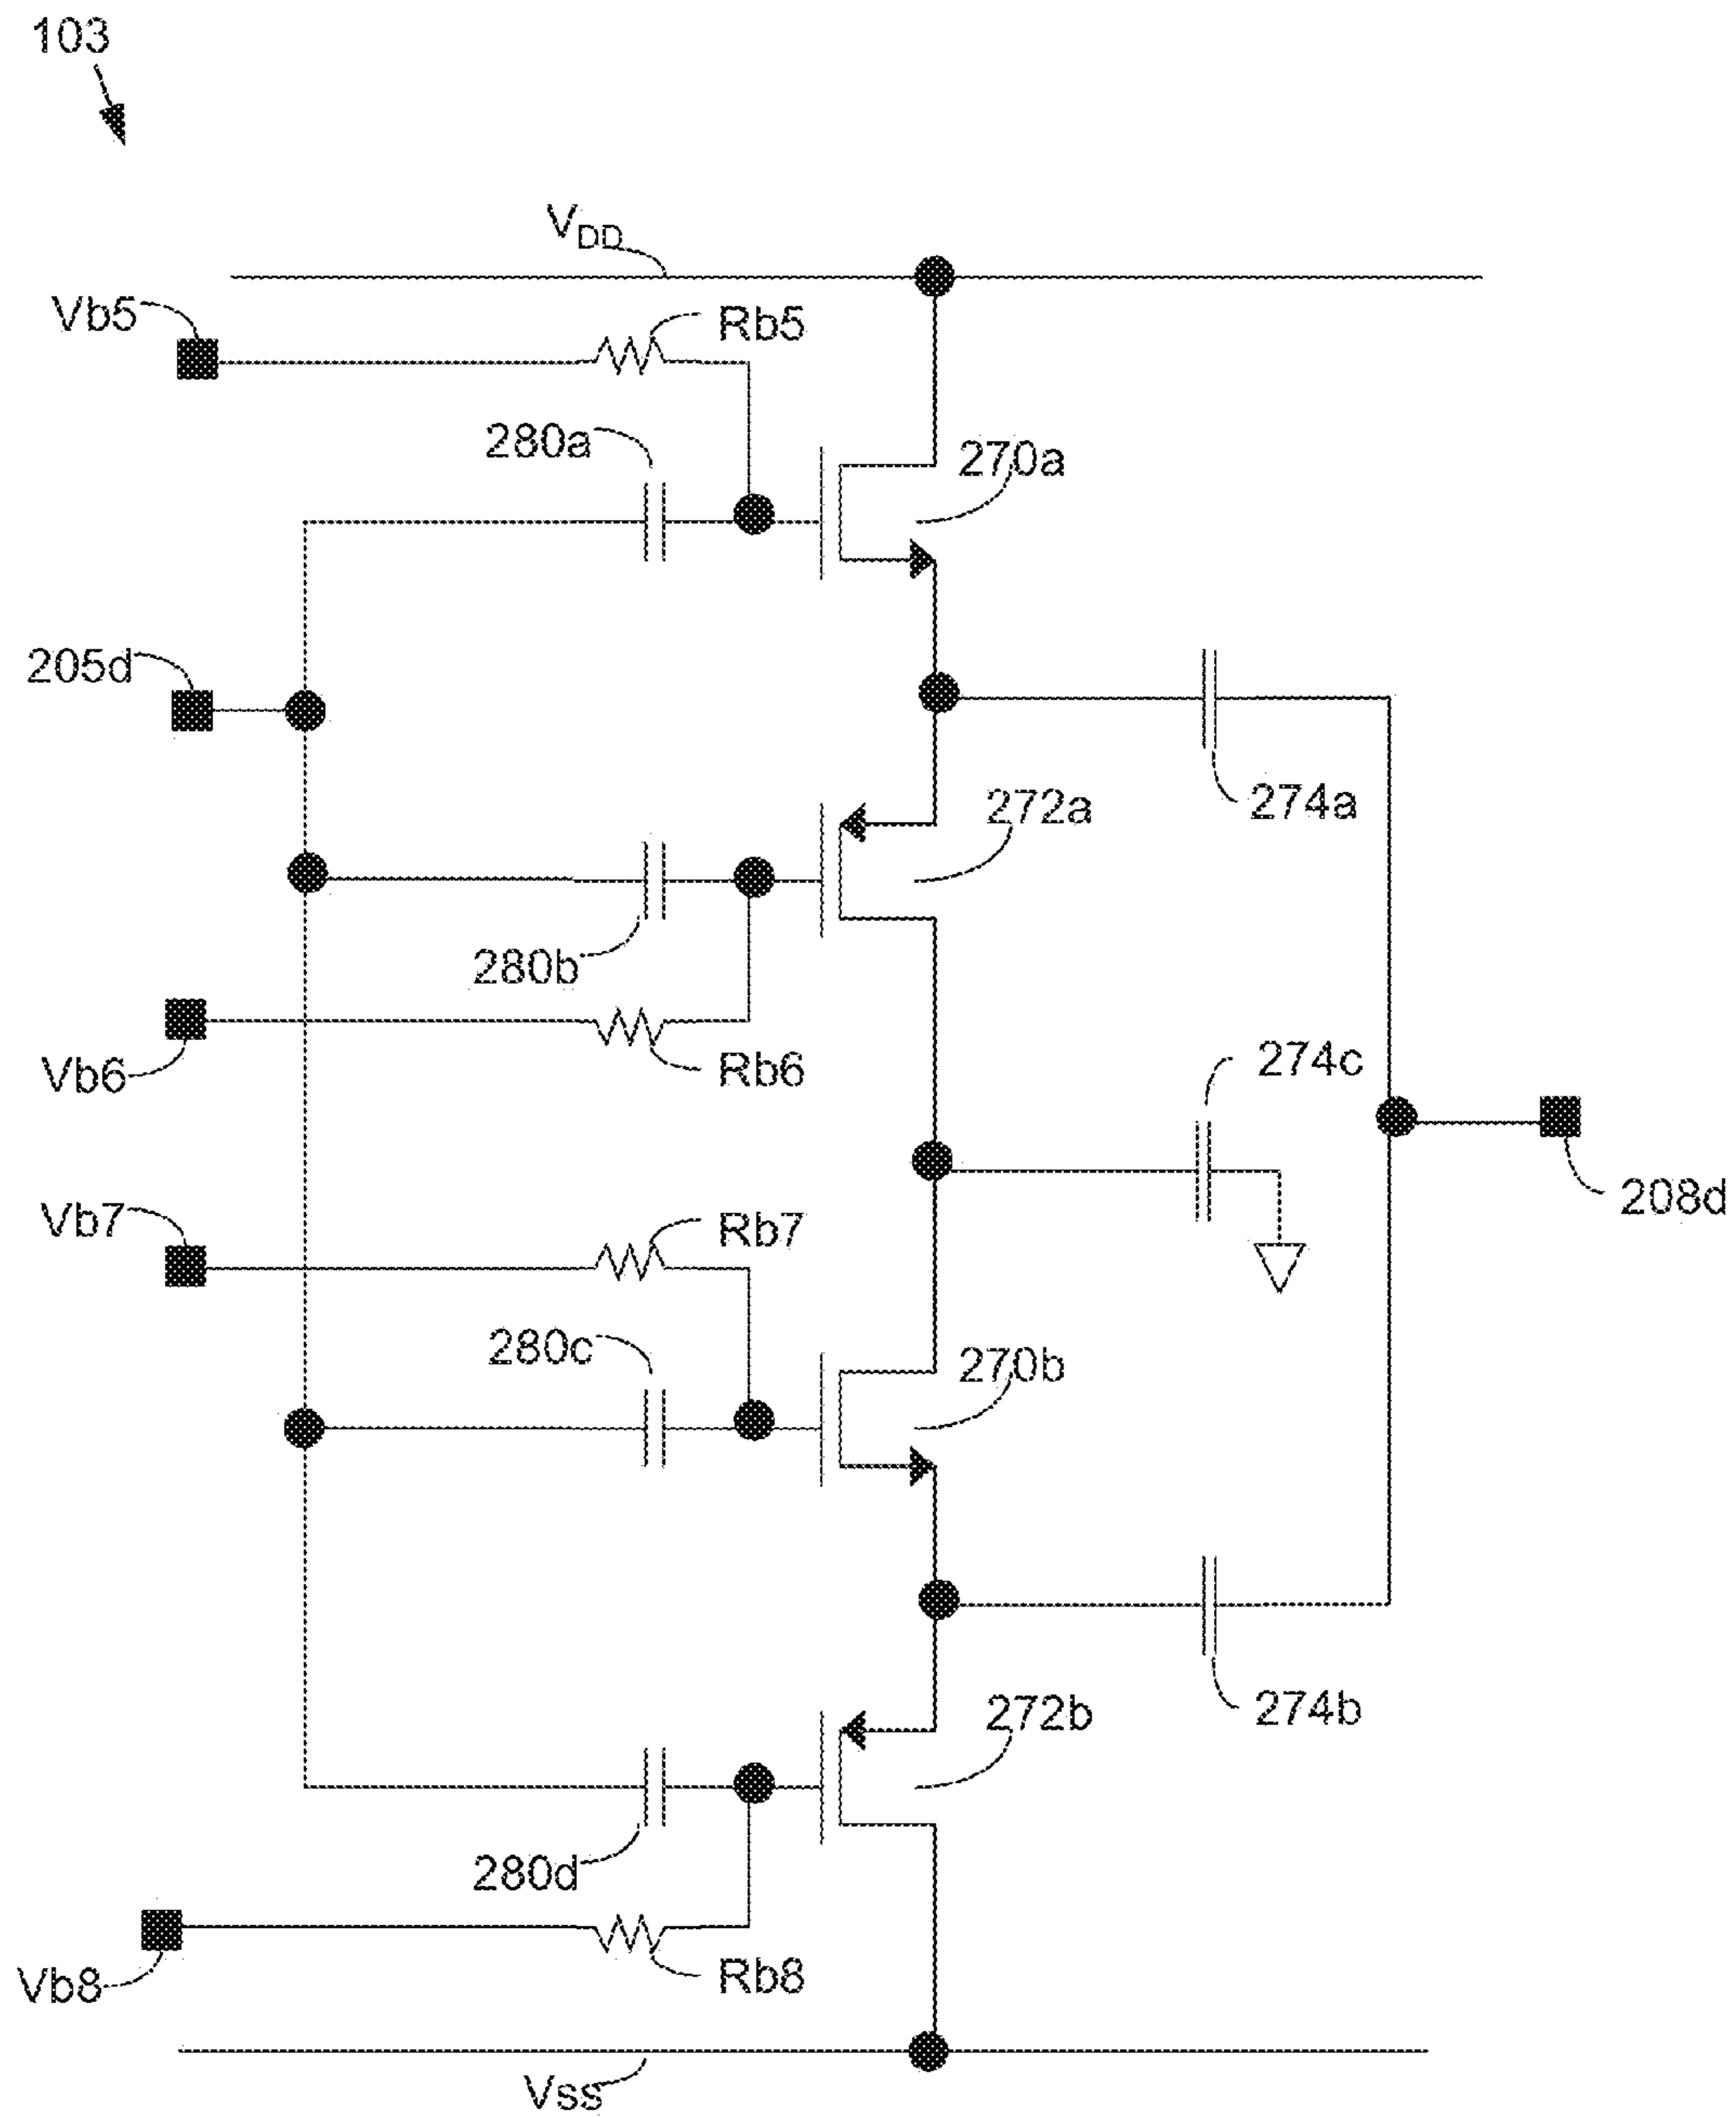 103
VDD
Vb5
Rb5
280a
270a
205d
272a
274a
280b
Vb6
Rb6
274c
Vb7
Rb7
208d
280c
270b
272b
274b
280d
Vb8
Rb8
Vss